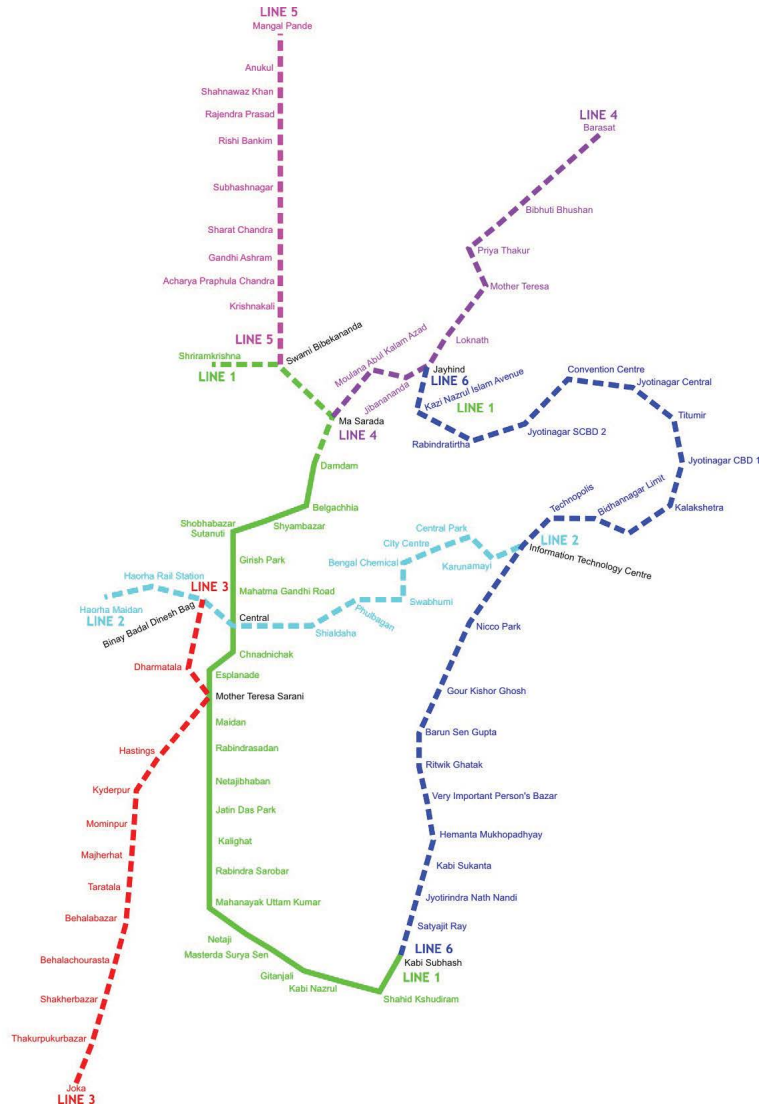 LINE 5
Mangal Pande
Anukul
Shahnawaz Khan
Rajendra Prasad
Rishi Bankim
Subhashnagar
Sharat Chandra
Gandhi Ashram
Acharya Praphula Chandra
Krishnakali
LINE 5
Swami Bibekananda
Shriramkrishna
LINE 1
LINE 4
Barasat
Bibhuti Bhushan
Priya Thakur
Mother Teresa
Loknath
Moulana Abul Kalam Azad
Jibanananda
Jayhind
LINE 6
Kazi Nazrul Islam Avenue
LINE 1
Ma Sarada
LINE 4
Rabindratirtha
Jyotinagar SCBD 2
Convention Centre
Jyotinagar Central
Titumir
Jyotinagar CBD 1
Kalakshetra
Bidhannagar Limit
Technopolis
LINE 2
Information Technology Centre
Damdam
Belgachhia
Shyambazar
Shobhabazar
Sutanuti
Girish Park
Mahatma Gandhi Road
Central
Central Park
City Centre
Karunamayi
Bengal Chemical
Swabhumi
Phulbagan
Shialdaha
Haorha Rail Station
LINE 3
Haorha Maidan
LINE 2
Binay Badal Dinesh Bag
Chnadnichak
Dharmatala
Esplanade
Mother Teresa Sarani
Maidan
Rabindrasadan
Netajibhaban
Jatin Das Park
Kalighat
Rabindra Sarobar
Mahanayak Uttam Kumar
Netaji
Masterda Surya Sen
Gitanjali
Kabi Nazrul
Shahid Kshudiram
Nicco Park
Gour Kishor Ghosh
Barun Sen Gupta
Ritwik Ghatak
Very Important Person's Bazar
Hemanta Mukhopadhyay
Kabi Sukanta
Jyotirindra Nath Nandi
Satyajit Ray
LINE 6
Kabi Subhash
LINE 1
Hastings
Kyderpur
Mominpur
Majherhat
Taratala
Behalabazar
Behalachourasta
Shakherbazar
Thakurpukurbazar
Joka
LINE 3